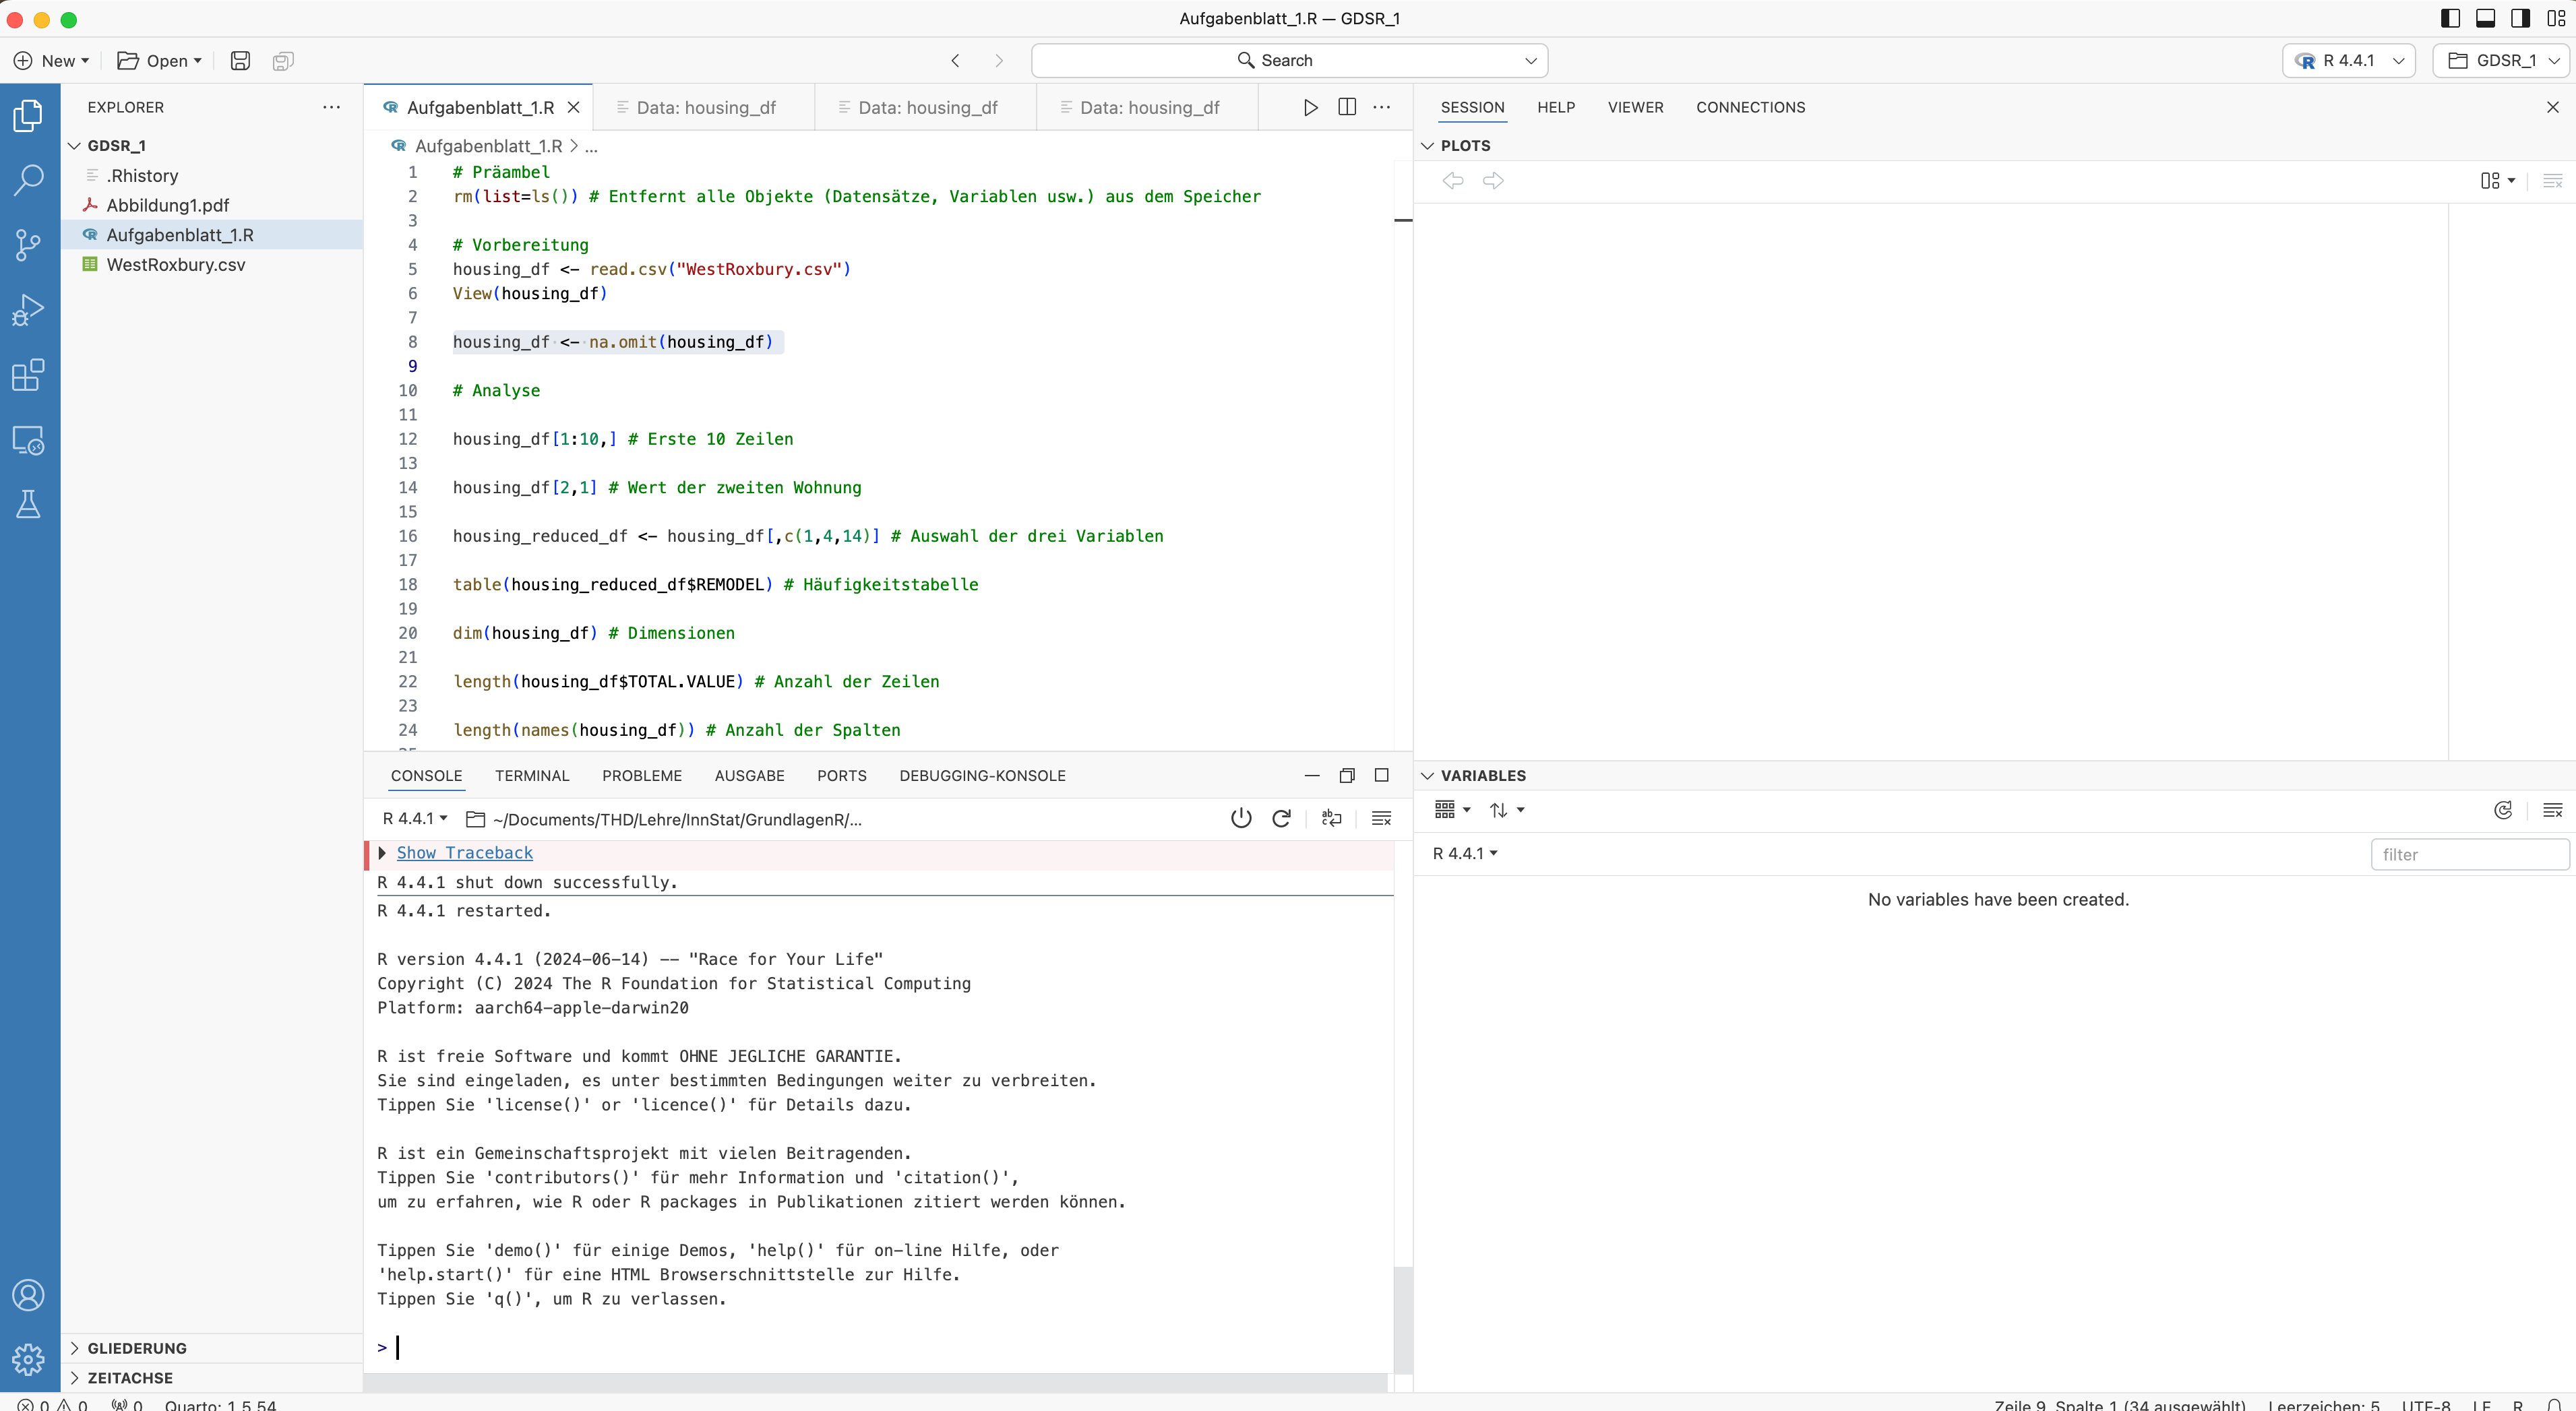 Aufgabenblatt_1.R — GDSR_1
New
Open
Search
R 4.4.1
GDSR_1
EXPLORER
GDSR_1
.Rhistory
Abbildung1.pdf
Aufgabenblatt_1.R
WestRoxbury.csv
GLIEDERUNG
ZEITACHSE
Aufgabenblatt_1.R
Data: housing_df
Data: housing_df
Data: housing_df
Aufgabenblatt_1.R > ...
1 # Präambel
2 rm(list=ls()) # Entfernt alle Objekte (Datensätze, Variablen usw.) aus dem Speicher
3
4 # Vorbereitung
5 housing_df <- read.csv("WestRoxbury.csv")
6 View(housing_df)
7
8 housing_df <- na.omit(housing_df)
9
10 # Analyse
11
12 housing_df[1:10,] # Erste 10 Zeilen
13
14 housing_df[2,1] # Wert der zweiten Wohnung
15
16 housing_reduced_df <- housing_df[,c(1,4,14)] # Auswahl der drei Variablen
17
18 table(housing_reduced_df$REMODEL) # Häufigkeitstabelle
19
20 dim(housing_df) # Dimensionen
21
22 length(housing_df$TOTAL.VALUE) # Anzahl der Zeilen
23
24 length(names(housing_df)) # Anzahl der Spalten
25
CONSOLE
TERMINAL
PROBLEME
AUSGABE
PORTS
DEBUGGING-KONSOLE
R 4.4.1
~/Documents/THD/Lehre/InnStat/GrundlagenR/...
Show Traceback
R 4.4.1 shut down successfully.
R 4.4.1 restarted.
R version 4.4.1 (2024-06-14) -- "Race for Your Life"
Copyright (C) 2024 The R Foundation for Statistical Computing
Platform: aarch64-apple-darwin20
R ist freie Software und kommt OHNE JEGLICHE GARANTIE.
Sie sind eingeladen, es unter bestimmten Bedingungen weiter zu verbreiten.
Tippen Sie 'license()' or 'licence()' für Details dazu.
R ist ein Gemeinschaftsprojekt mit vielen Beitragenden.
Tippen Sie 'contributors()' für mehr Information und 'citation()',
um zu erfahren, wie R oder R packages in Publikationen zitiert werden können.
Tippen Sie 'demo()' für einige Demos, 'help()' für on-line Hilfe, oder
'help.start()' für eine HTML Browserschnittstelle zur Hilfe.
Tippen Sie 'q()', um R zu verlassen.
>
SESSION
HELP
VIEWER
CONNECTIONS
PLOTS
VARIABLES
R 4.4.1
filter
No variables have been created.
0 0 0 Quarto: 1.5.54
Zeile 9, Spalte 1 (34 ausgewählt) Leerzeichen: 5 UTF-8 LF R